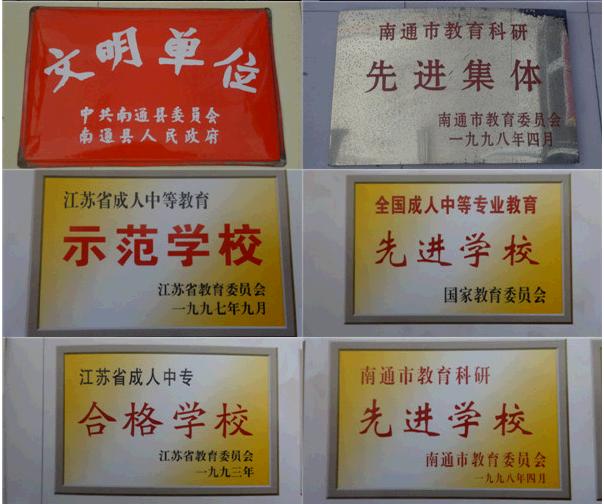 文明单位
中共南通县委员会
南通县人民政府
南通市教育科研
先进集体
南通市教育委员会
一九九八年四月
江苏省成人中等教育
示范学校
江苏省教育委员会
一九九七年九月
全国成人中等专业教育
先进学校
国家教育委员会
江苏省成人中专
合格学校
江苏省教育委员会
一九九三年
南通市教育科研
先进学校
南通市教育委员会
一九九八年四月